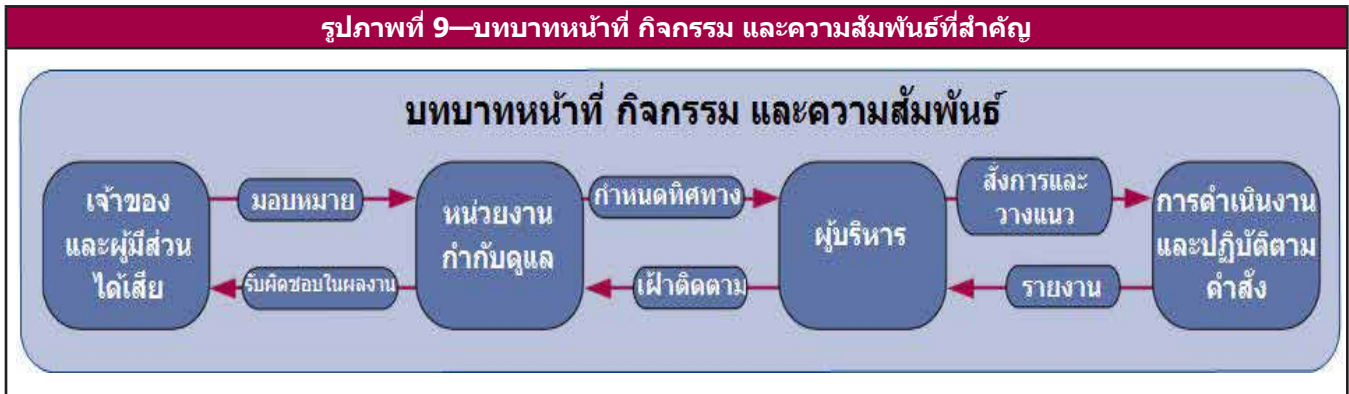 รูปภาพที่ 9—บทบาทหน้าที่ กิจกรรม และความสัมพันธ์ที่สำคัญ
บทบาทหน้าที่ กิจกรรม และความสัมพันธ์
เจ้าของ
และผู้มีส่วน
ได้เสีย
มอบหมาย
รับผิดชอบในผลงาน
หน่วยงาน
กำกับดูแล
กำหนดทิศทาง
เฝ้าติดตาม
ผู้บริหาร
สั่งการและ
วางแนว
รายงาน
การดำเนินงาน
และปฏิบัติตาม
คำสั่ง